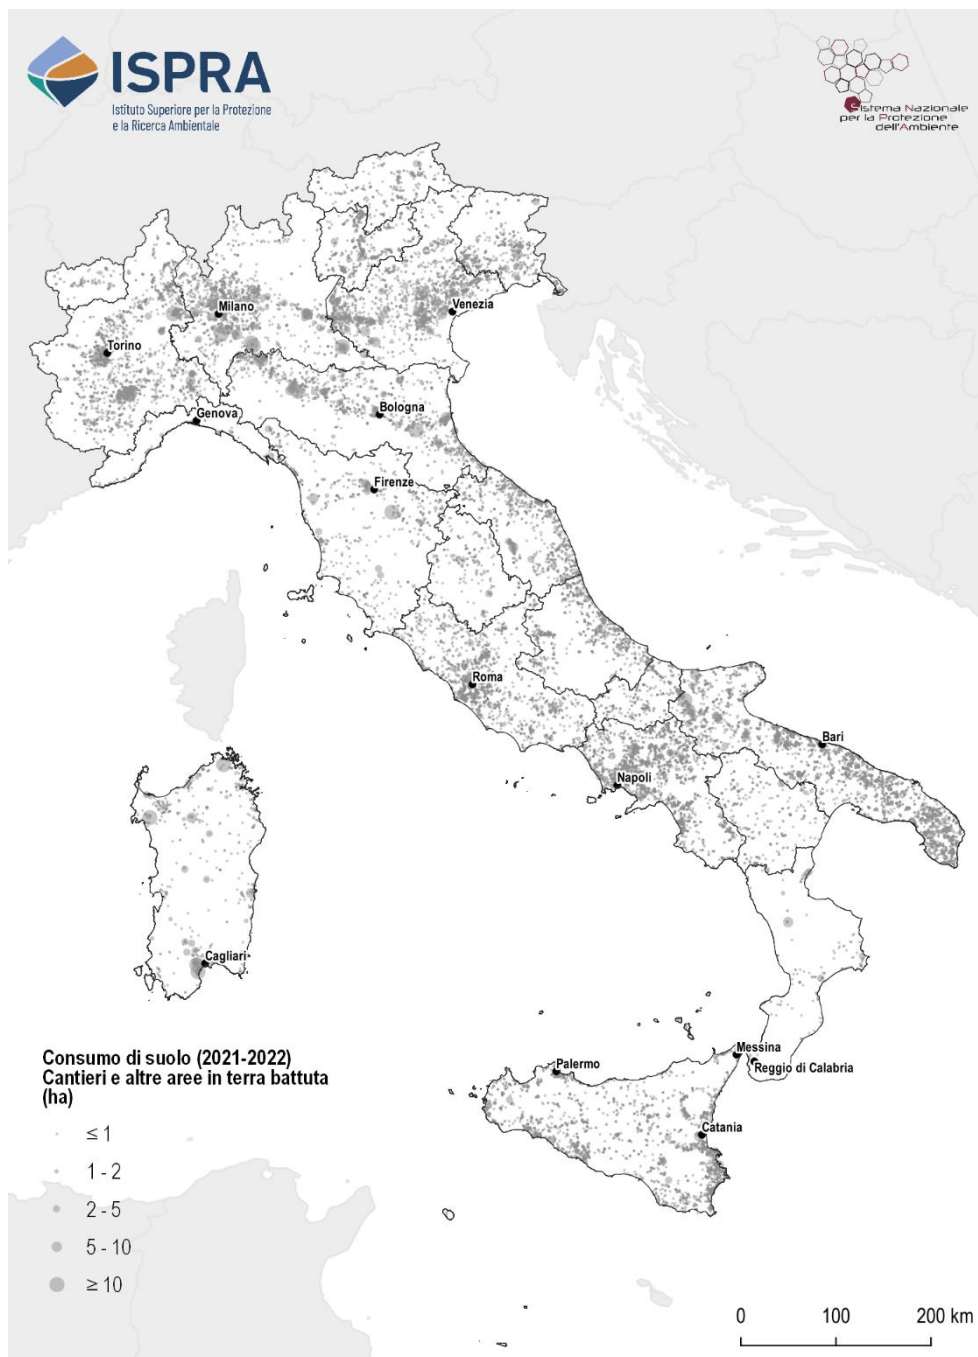 ISPRA
Istituto Superiore per la Protezione
e la Ricerca Ambientale
Sistema Nazionale
per la Protezione
dell'Ambiente
Milano
Venezia
Torino
Genova
Bologna
Firenze
Roma
Bari
Napoli
Cagliari
Messina
Reggio di Calabria
Palermo
Catania
Consumo di suolo (2021-2022)
Cantieri e altre aree in terra battuta
(ha)
≤ 1
1 - 2
2 - 5
5 - 10
≥ 10
0 100 200 km